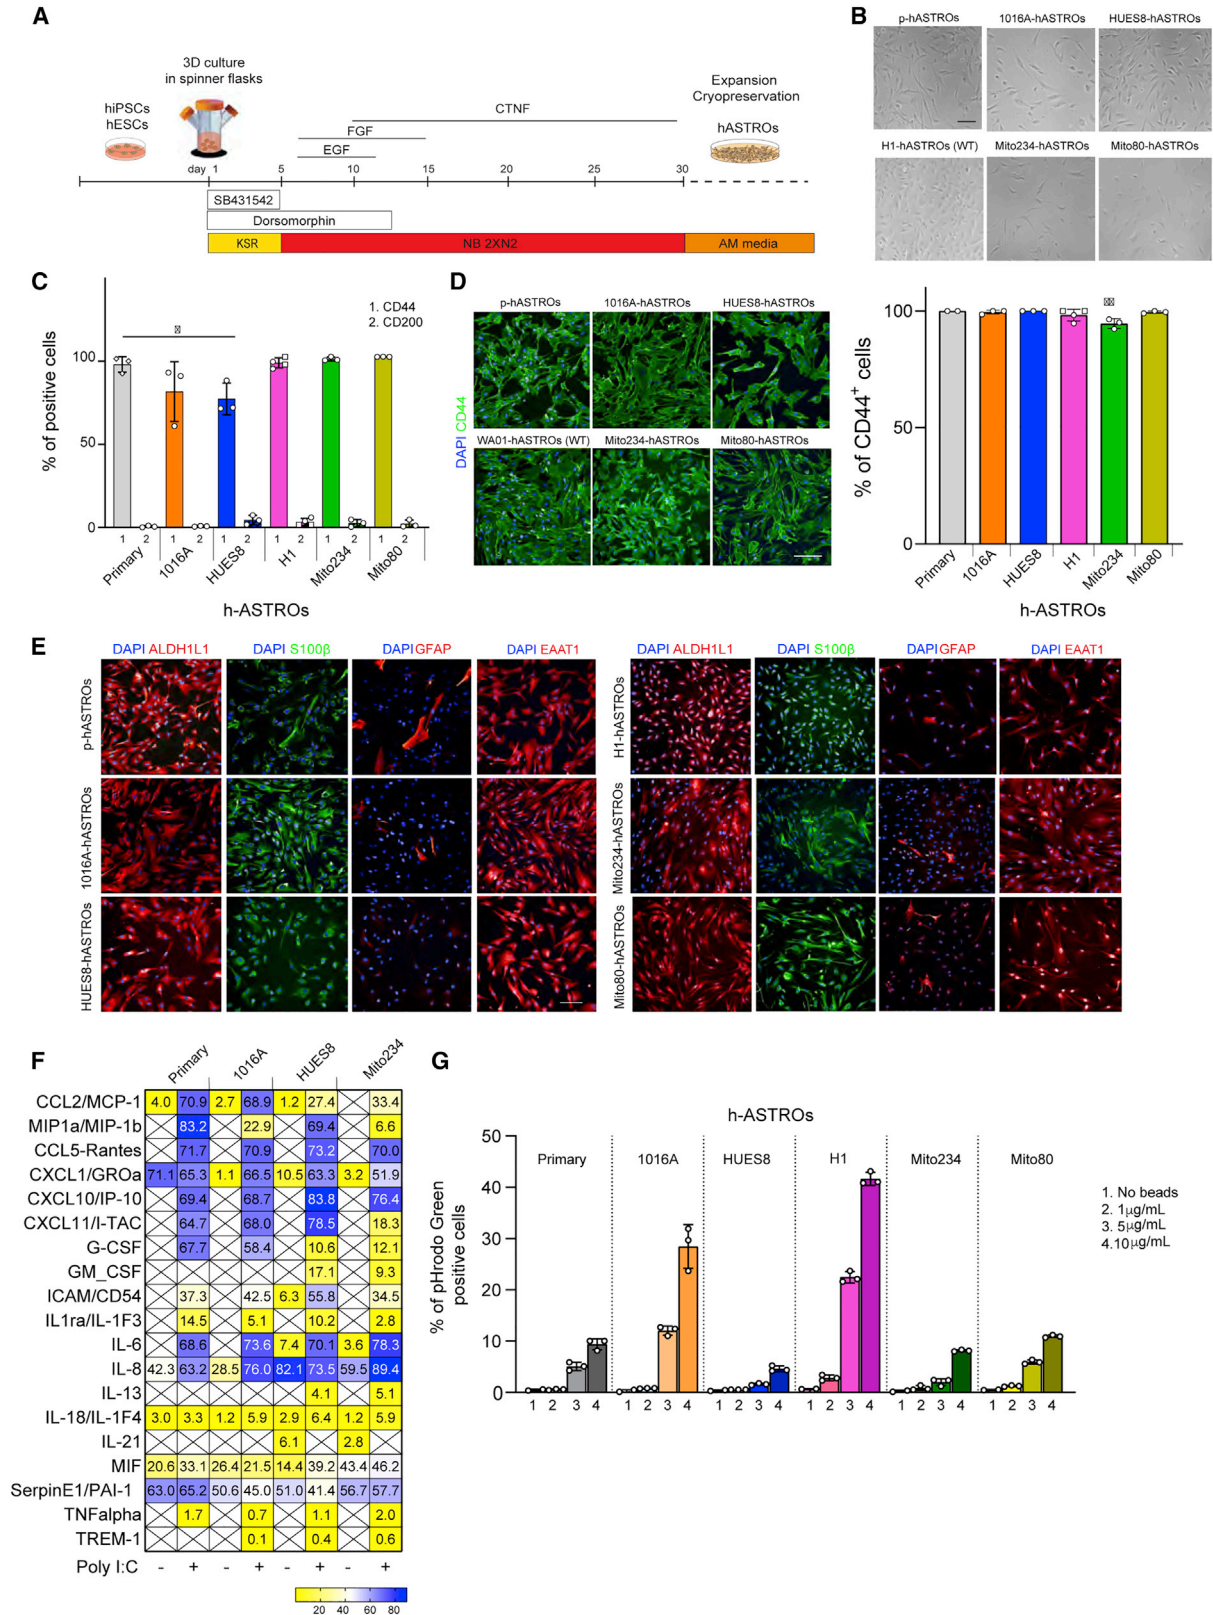 A
3D culture
in spinner flasks
hiPSCs
hESCs
CTNF
FGF
EGF
Expansion
Cryopreservation
hASTROs
day 1 5 10 15 20 25 30
SB431542
Dorsomorphin
KSR NB 2XN2 AM media
B
p-hASTROs 1016A-hASTROs HUES8-hASTROs
H1-hASTROs (WT) Mito234-hASTROs Mito80-hASTROs
C
% of positive cells
100
50
0
1. CD44
2. CD200
1 2 1 2 1 2 1 2 1 2 1 2
Primary 1016A HUES8 H1 Mito234 Mito80
h-ASTROs
D
DAPI CD44
p-hASTROs 1016A-hASTROs HUES8-hASTROs
WA01-hASTROs (WT) Mito234-hASTROs Mito80-hASTROs
% of CD44+ cells
100
50
0
Primary 1016A HUES8 H1 Mito234 Mito80
h-ASTROs
E
DAPI ALDH1L1 DAPI S100β DAPIGFAP DAPI EAAT1 DAPI ALDH1L1 DAPI S100β DAPIGFAP DAPI EAAT1
p-hASTROs
1016A-hASTROs
HUES8-hASTROs
H1-hASTROs
Mito234-hASTROs
Mito80-hASTROs
F
Primary 1016A HUES8 Mito234
CCL2/MCP-1 4.0 70.9 2.7 68.9 1.2 27.4 33.4
MIP1a/MIP-1b 83.2 22.9 69.4 6.6
CCL5-Rantes 71.7 70.9 73.2 70.0
CXCL1/GROa 71.1 65.3 1.1 66.5 10.5 63.3 3.2 51.9
CXCL10/IP-10 69.4 68.7 83.8 76.4
CXCL11/I-TAC 64.7 68.0 78.5 18.3
G-CSF 67.7 58.4 10.6 12.1
GM_CSF 17.1 9.3
ICAM/CD54 37.3 42.5 6.3 55.8 34.5
IL1ra/IL-1F3 14.5 5.1 10.2 2.8
IL-6 68.6 73.6 7.4 70.1 3.6 78.3
IL-8 42.3 63.2 28.5 76.0 82.1 73.5 59.5 89.4
IL-13 4.1 5.1
IL-18/IL-1F4 3.0 3.3 1.2 5.9 2.9 6.4 1.2 5.9
IL-21 6.1 2.8
MIF 20.6 33.1 26.4 21.5 14.4 39.2 43.4 46.2
SerpinE1/PAI-1 63.0 65.2 50.6 45.0 51.0 41.4 56.7 57.7
TNFalpha 1.7 0.7 1.1 2.0
TREM-1 0.1 0.4 0.6
Poly I:C - + - + - + - +
20 40 60 80
G
h-ASTROs
% of pHrodo Green
positive cells
50
40
30
20
10
0
Primary 1016A HUES8 H1 Mito234 Mito80
1 2 3 4 1 2 3 4 1 2 3 4 1 2 3 4 1 2 3 4 1 2 3 4
1. No beads
2. 1µg/mL
3. 5µg/mL
4.10µg/mL